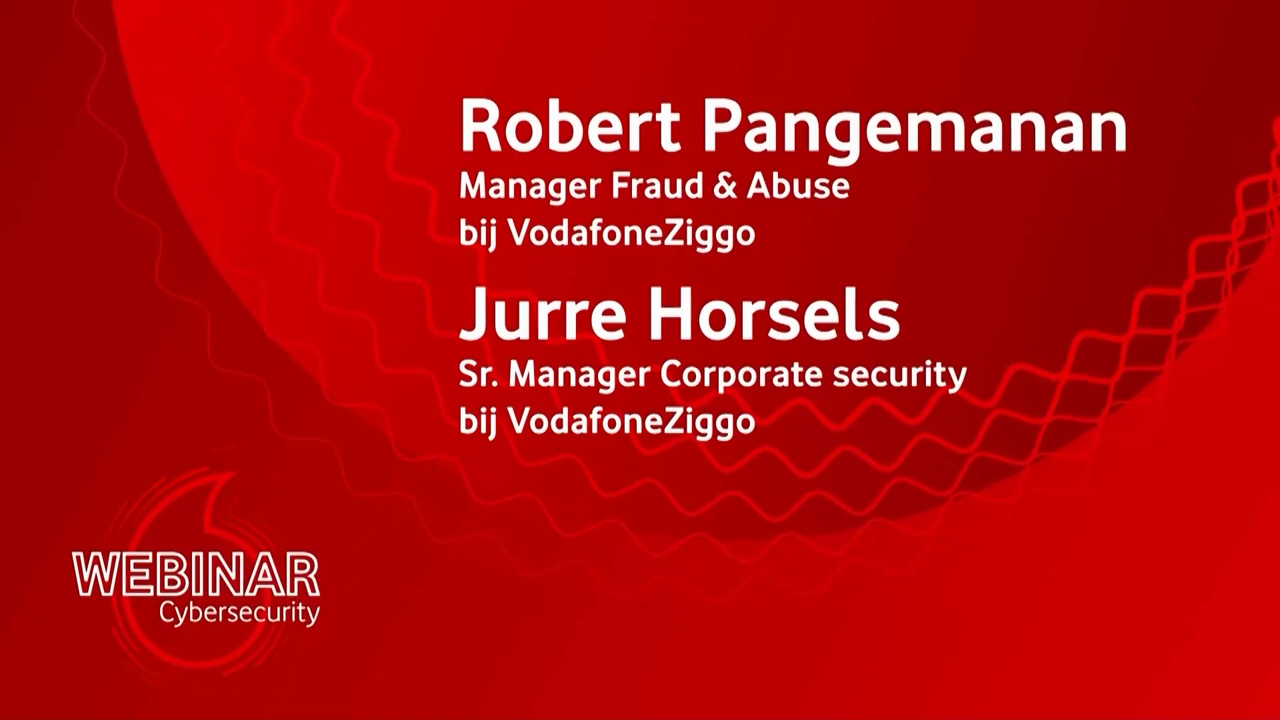 Robert Pangemanan
Manager Fraud & Abuse
bij VodafoneZiggo
Jurre Horsels
Sr. Manager Corporate security
bij VodafoneZiggo
WEBINAR
Cybersecurity